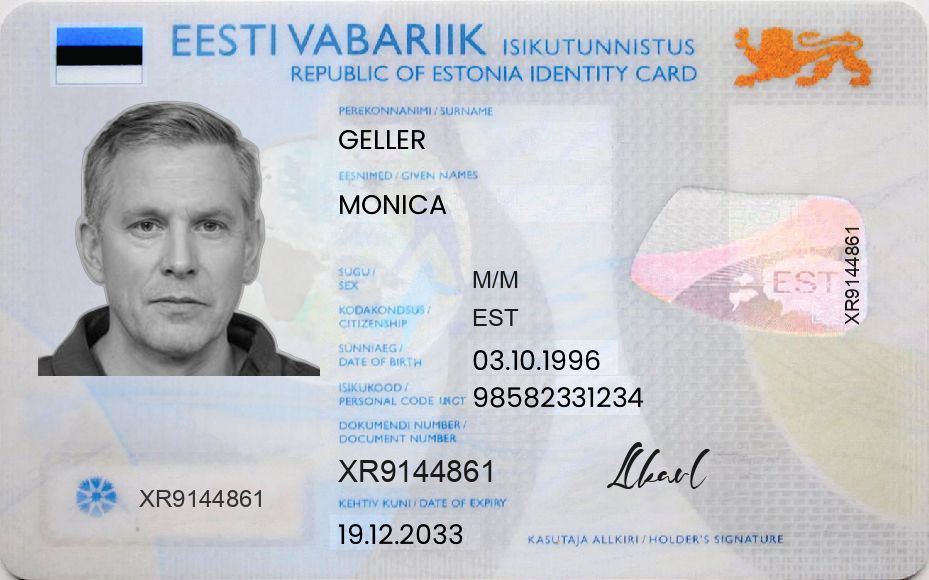 EESTI VABARIIK ISIKUTUNNISTUS
REPUBLIC OF ESTONIA IDENTITY CARD
PEREKONNANIMI / SURNAME
GELLER
EESNIMED / GIVEN NAMES
MONICA
SUGU /
SEX
M/M
KODAKONDSUS /
CITIZENSHIP
EST
SÜNNIAEG /
DATE OF BIRTH
03.10.1996
ISIKUKOOD /
PERSONAL CODE
98582331234
DOKUMENDI NUMBER /
DOCUMENT NUMBER
XR9144861
KEHTIV KUNI / DATE OF EXPIRY
19.12.2033
EST
XR9144861
XR9144861
KASUTAJA ALLKIRI / HOLDER'S SIGNATURE